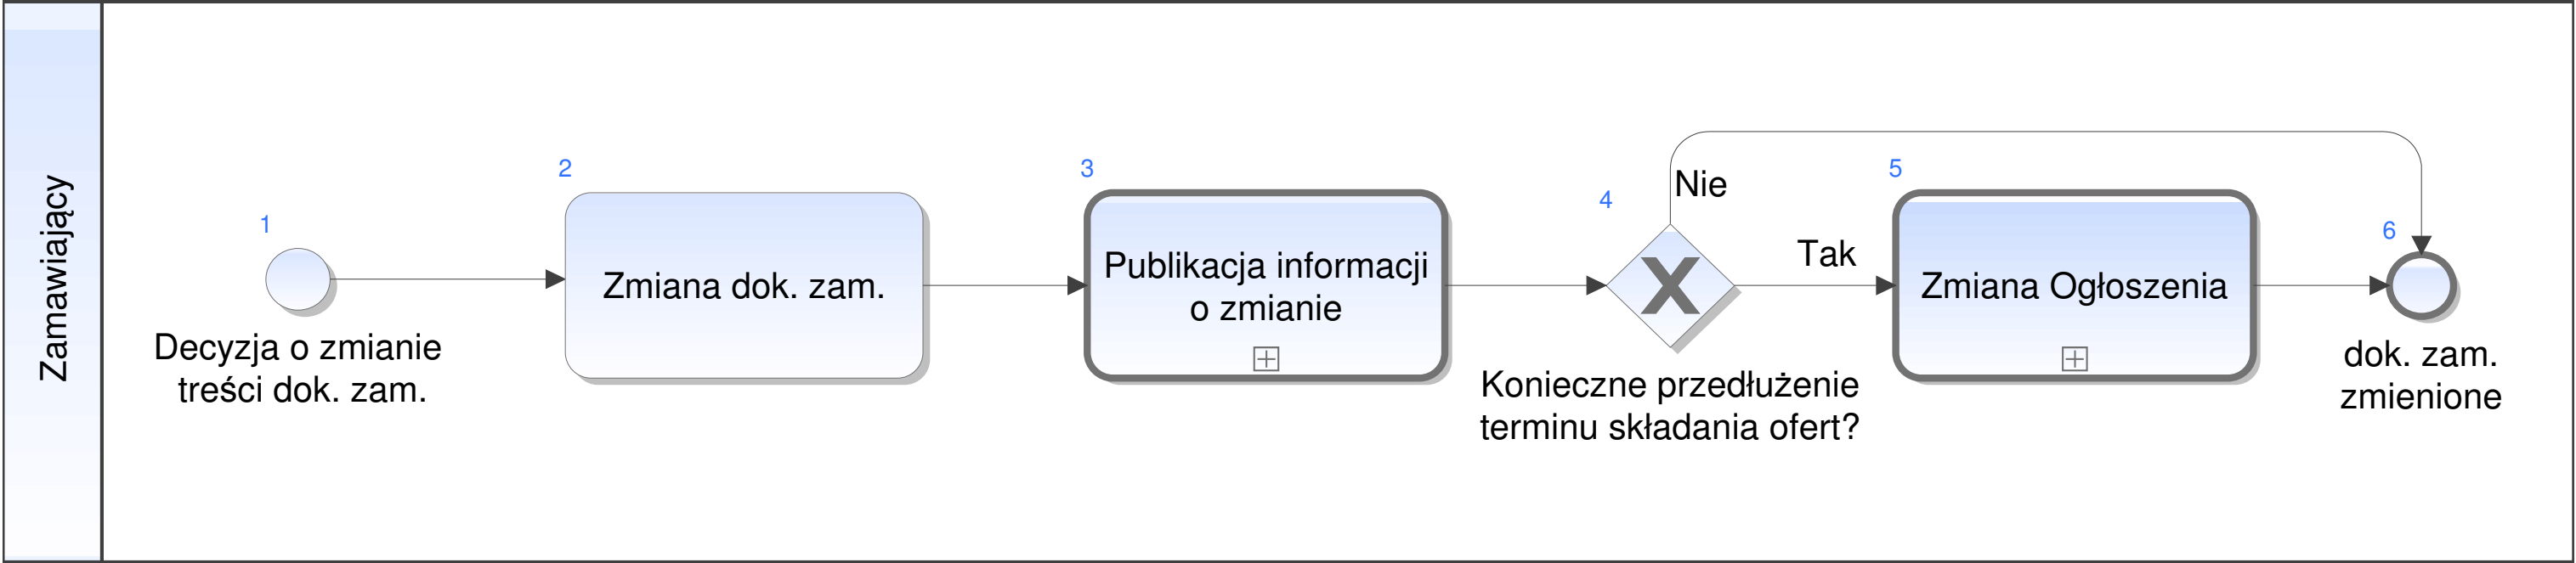 Zamawiający
1
Decyzja o zmianie
treści dok. zam.
2
Zmiana dok. zam.
3
Publikacja informacji
o zmianie
4
Nie
Tak
Konieczne przedłużenie
terminu składania ofert?
5
Zmiana Ogłoszenia
6
dok. zam.
zmienione